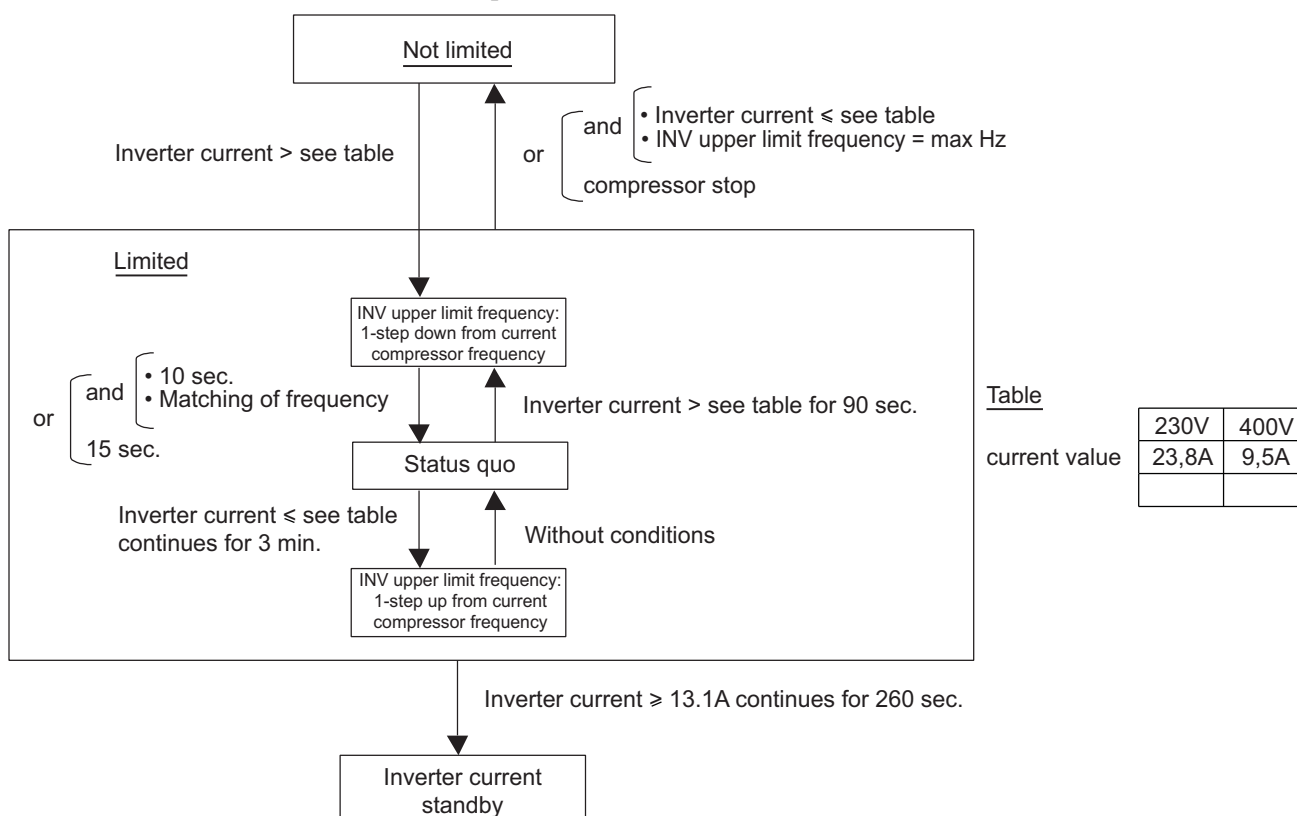 Not limited
Inverter current > see table
or
and
• Inverter current ⩽ see table
• INV upper limit frequency = max Hz
compressor stop
Limited
INV upper limit frequency:
1-step down from current
compressor frequency
or
and
• 10 sec.
• Matching of frequency
15 sec.
Inverter current > see table for 90 sec.
Status quo
Inverter current ⩽ see table
continues for 3 min.
Without conditions
INV upper limit frequency:
1-step up from current
compressor frequency
Table
230V 400V
current value 23,8A 9,5A
Inverter current ⩾ 13.1A continues for 260 sec.
Inverter current
standby